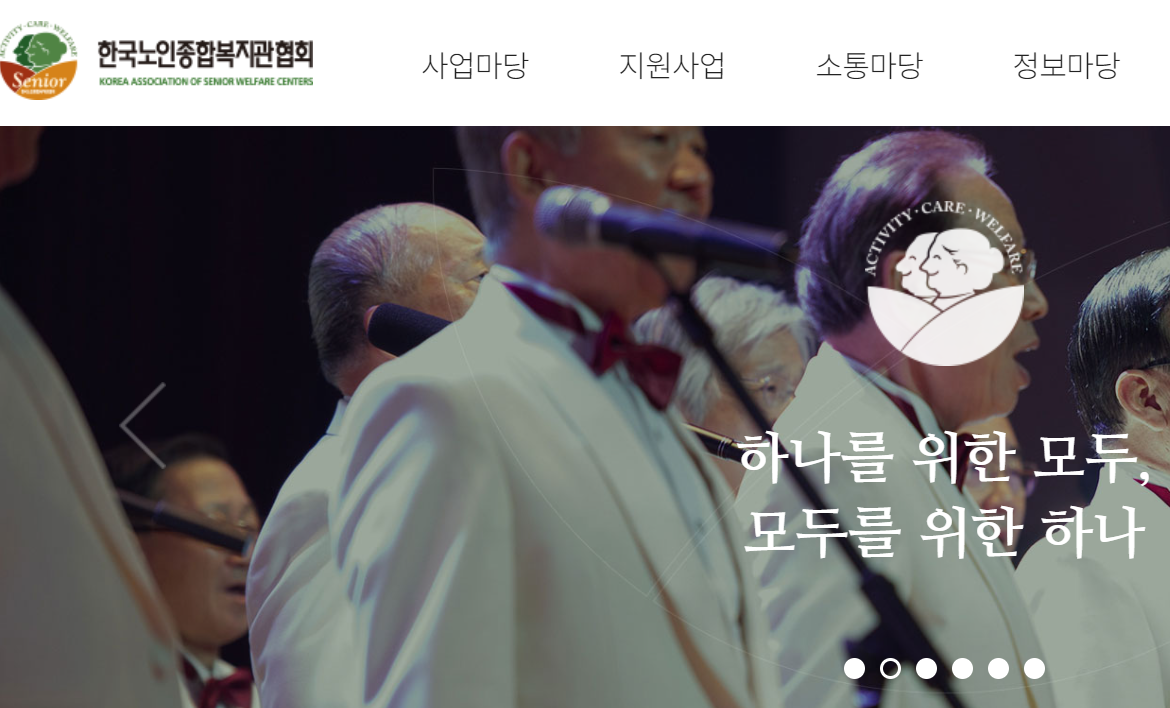 ACTIVITY·CARE·WELFARE
Senior
한국노인종합복지관협회
KOREA ASSOCIATION OF SENIOR WELFARE CENTERS
사업마당
지원사업
소통마당
정보마당
ACTIVITY·CARE·WELFARE
하나를 위한 모두,
모두를 위한 하나